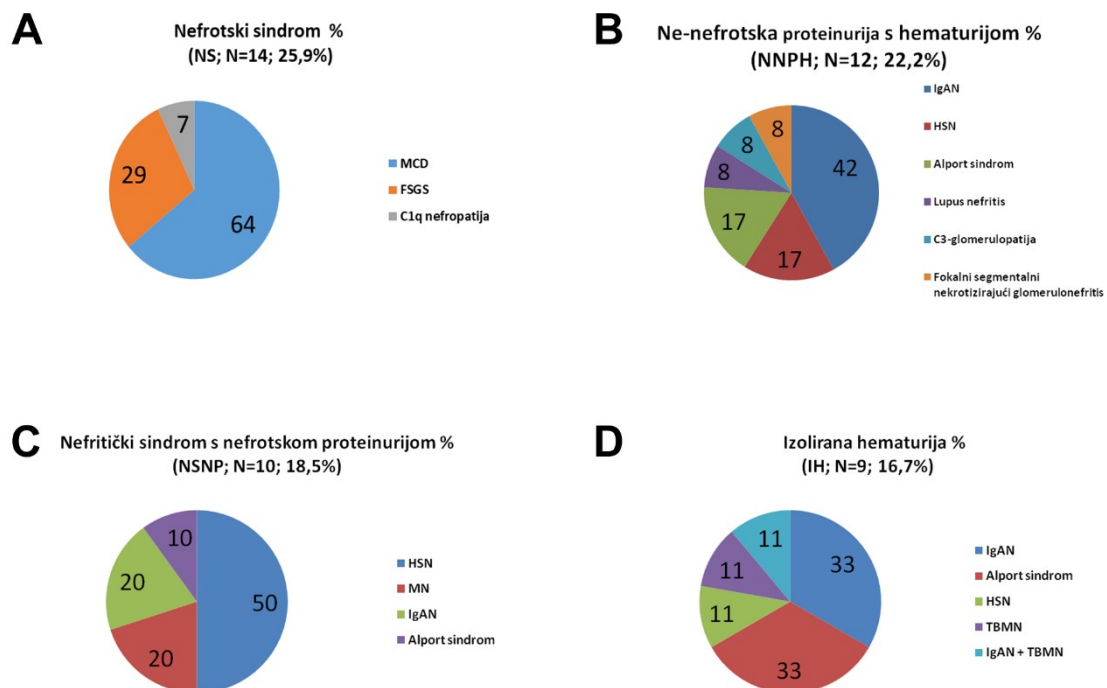 A
Nefrotski sindrom %
(NS; N=14; 25,9%)
7
29
64
MCD
FSGS
C1q nefropatija
B
Ne-nefrotska proteinurija s hematurijom %
(NNPH; N=12; 22,2%)
8
8
8
42
17
17
IgAN
HSN
Alport sindrom
Lupus nefritis
C3-glomerulopatija
Fokalni segmentalni
nekrotizirajući glomerulonefritis
C
Nefritički sindrom s nefrotskom proteinurijom %
(NSNP; N=10; 18,5%)
10
20
50
20
HSN
MN
IgAN
Alport sindrom
D
Izolirana hematurija %
(IH; N=9; 16,7%)
11
33
11
11
33
IgAN
Alport sindrom
HSN
TBMN
IgAN + TBMN